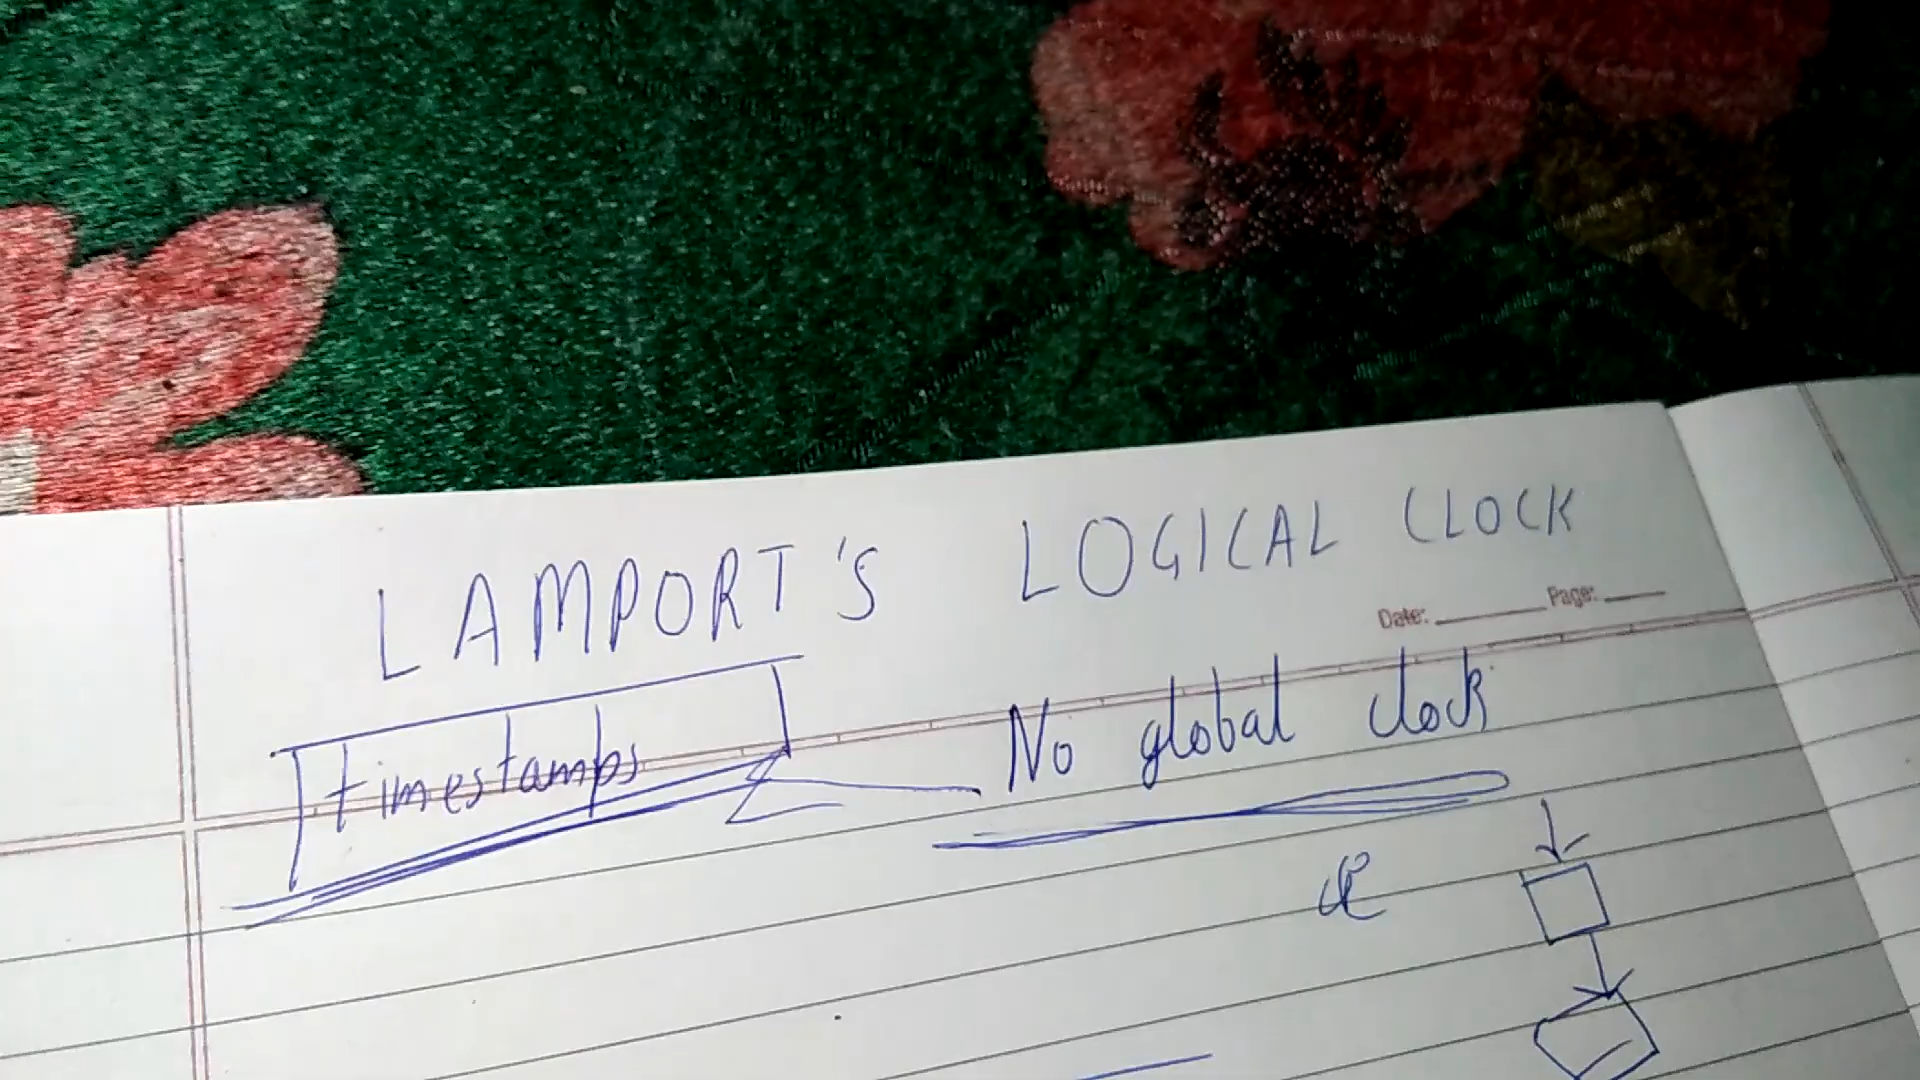 LAMPORT'S LOGICAL CLOCK
Date: Page:
timestamps No global clock